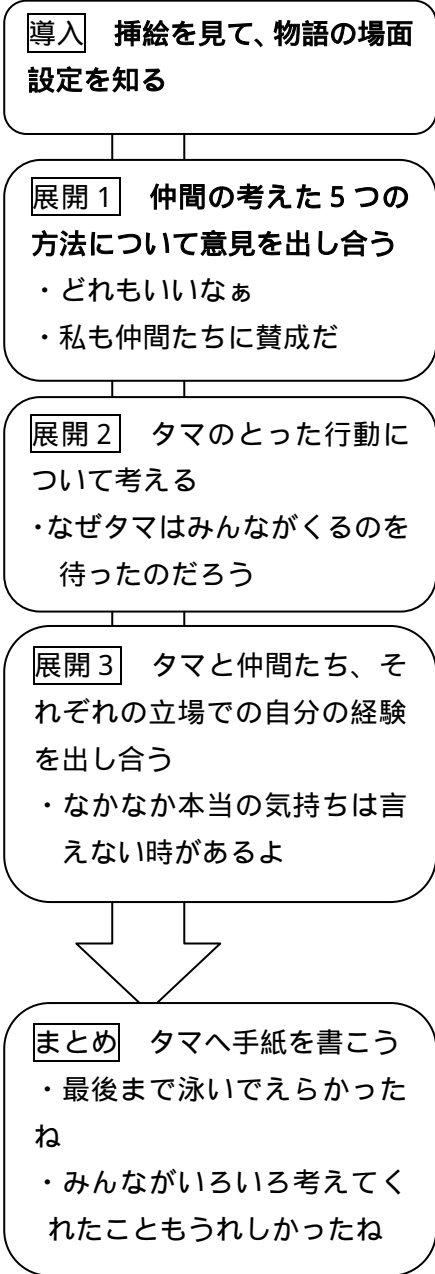 導入　挿絵を見て、物語の場面
設定を知る
展開1　仲間の考えた5つの
方法について意見を出し合う
・どれもいいなぁ
・私も仲間たちに賛成だ
展開2　タマのとった行動に
ついて考える
・なぜタマはみんながくるのを
待ったのだろう
展開3　タマと仲間たち、そ
れぞれの立場での自分の経験
を出し合う
・なかなか本当の気持ちは言
えない時があるよ
まとめ　タマへ手紙を書こう
・最後まで泳いでえらかった
ね
・みんながいろいろ考えてく
れたこともうれしかったね